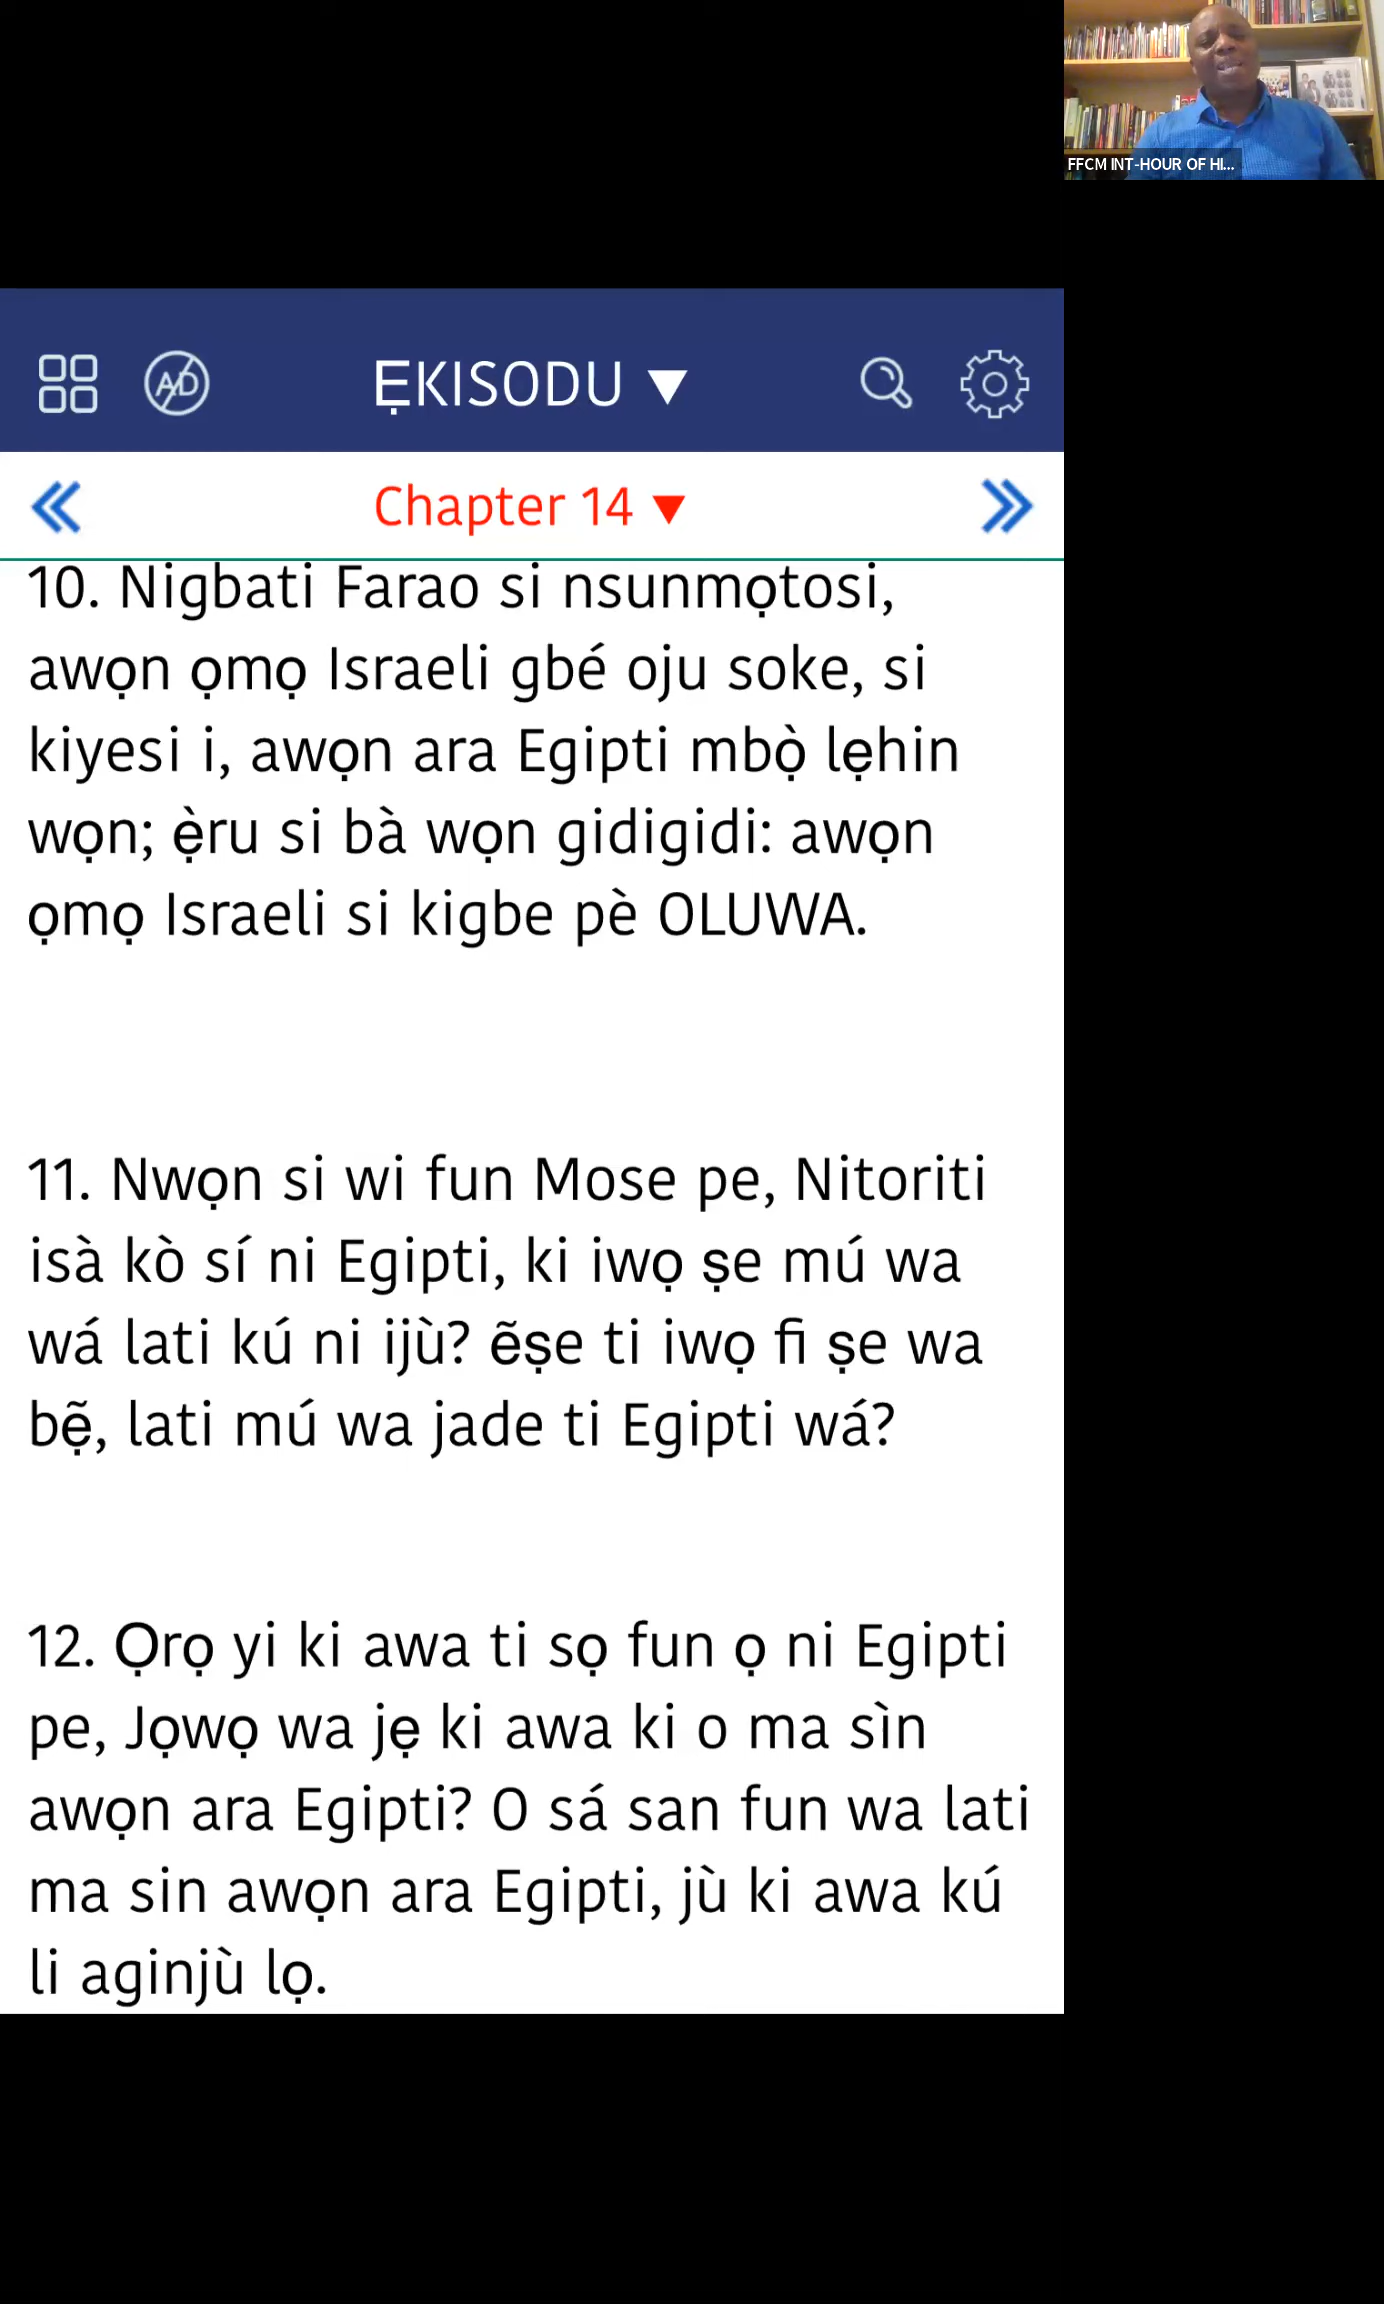 FFCM INT-HOUR OF HI...
AD
ẸKISODU
Chapter 14
10. Nigbati Farao si nsunmọtosi,
awọn ọmọ Israeli gbé oju soke, si
kiyesi i, awọn ara Egipti mbọ̀ lẹhin
wọn; ẹ̀ru si bà wọn gidigidi: awọn
ọmọ Israeli si kigbe pè OLUWA.
11. Nwọn si wi fun Mose pe, Nitoriti
isà kò sí ni Egipti, ki iwọ ṣe mú wa
wá lati kú ni ijù? ẽṣe ti iwọ fi ṣe wa
bẹ̃, lati mú wa jade ti Egipti wá?
12. Ọrọ yi ki awa ti sọ fun ọ ni Egipti
pe, Jọwọ wa jẹ ki awa ki o ma sìn
awọn ara Egipti? O sá san fun wa lati
ma sin awọn ara Egipti, jù ki awa kú
li aginjù lọ.